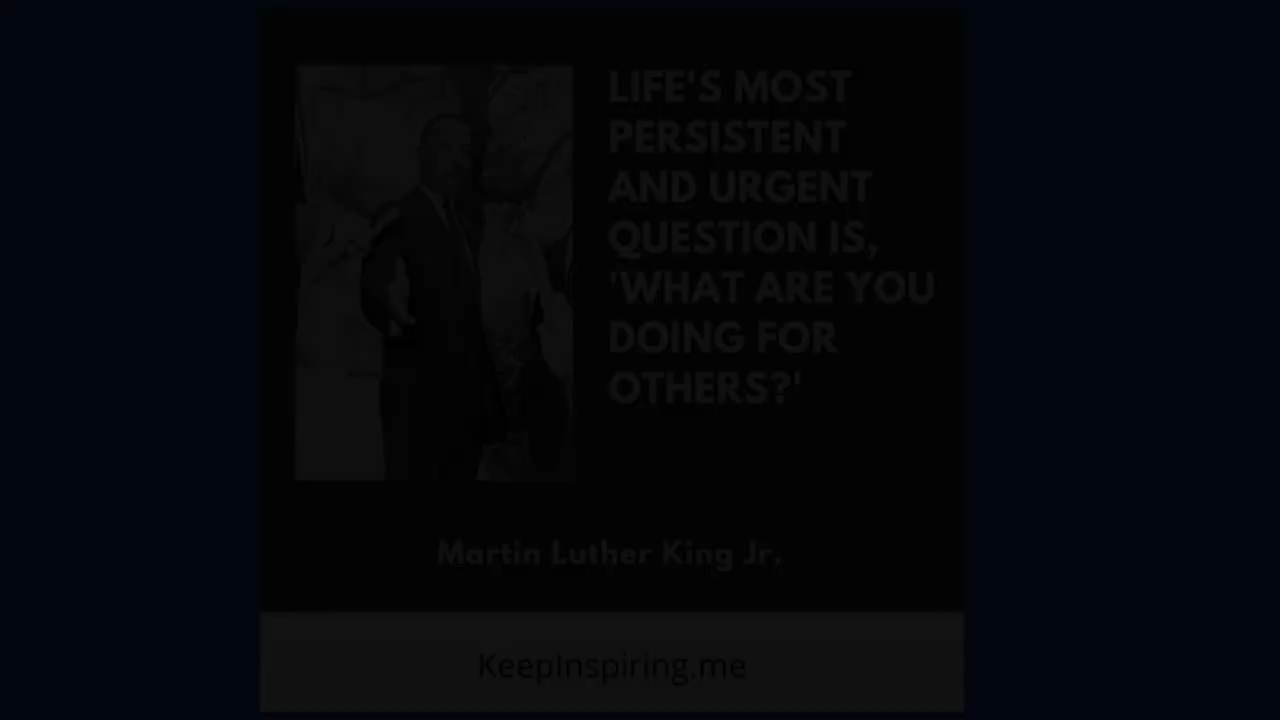 LIFE'S MOST
PERSISTENT
AND URGENT
QUESTION IS,
'WHAT ARE YOU
DOING FOR
OTHERS?'
Martin Luther King Jr.
KeepInspiring.me